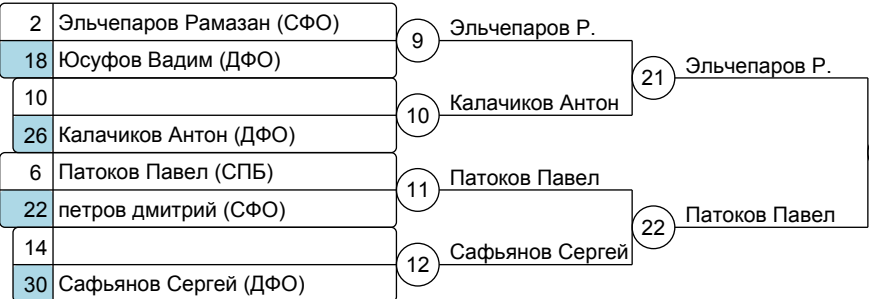 2 Эльчепаров Рамазан (СФО)
18 Юсуфов Вадим (ДФО)
9 Эльчепаров Р.
10
26 Калачиков Антон (ДФО)
10 Калачиков Антон
21 Эльчепаров Р.
6 Патоков Павел (СПБ)
22 петров дмитрий (СФО)
11 Патоков Павел
14
30 Сафьянов Сергей (ДФО)
12 Сафьянов Сергей
22 Патоков Павел